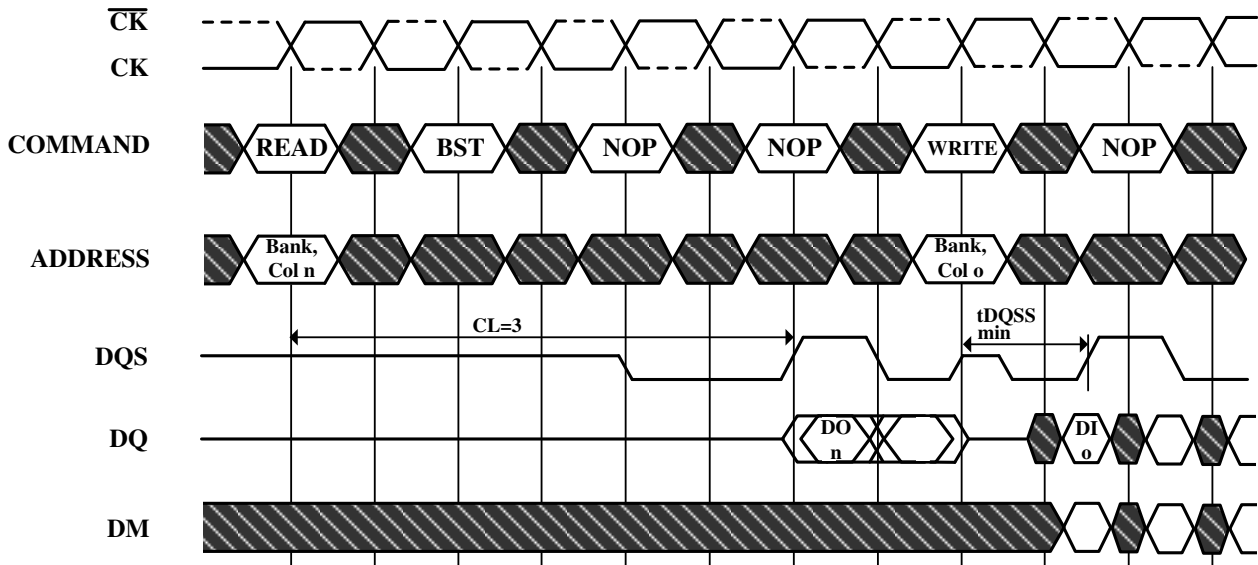 CK
CK
COMMAND
READ
BST
NOP
NOP
WRITE
NOP
ADDRESS
Bank,
Col n
Bank,
Col o
DQS
CL=3
tDQSS
min
DQ
DO
n
DI
o
DM